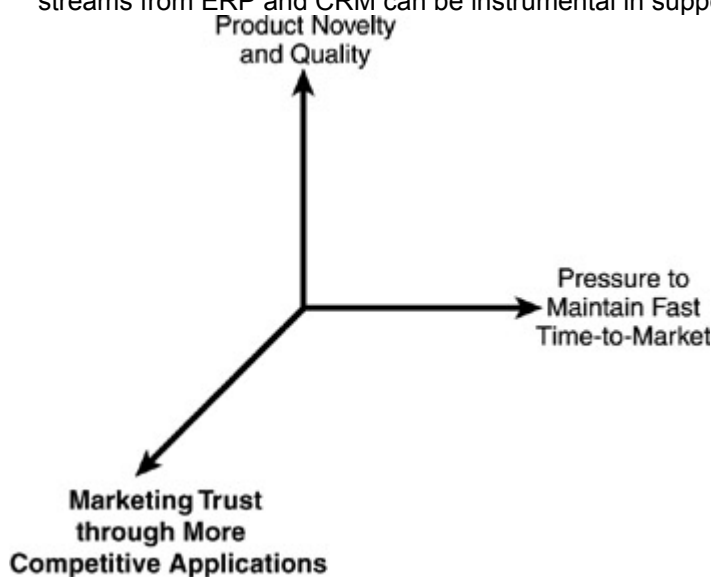 streams from ERP and CRM can be instrumental in supp
Product Novelty
and Quality
Pressure to
Maintain Fast
Time-to-Market
Marketing Trust
through More
Competitive Applications